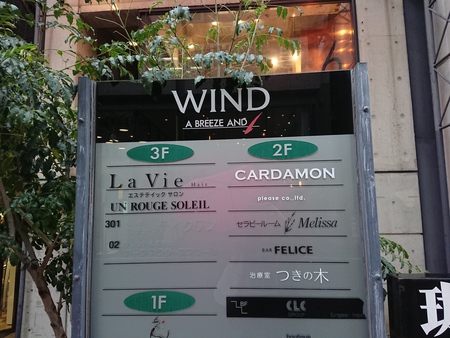 WIND
A BREEZE AND
3F
La Vie Hair
エステティック サロン
UN ROUGE SOLEIL
301
02
2F
CARDAMON
please co.,ltd.
セラピールーム Melissa
FELICE
治療室 つきの木
1F
CLK